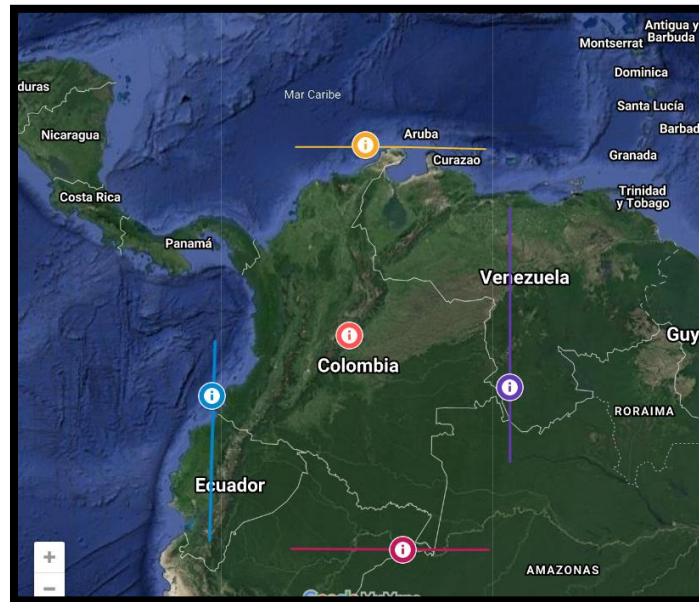 Antigua y
Barbuda
Montserrat
Dominica
duras
Mar Caribe
Santa Lucía
Nicaragua
Aruba
Barbad
Curazao
Granada
Costa Rica
Trinidad
y Tobago
Panamá
Venezuela
Guy
Colombia
RORAIMA
Ecuador
+
AMAZONAS
−